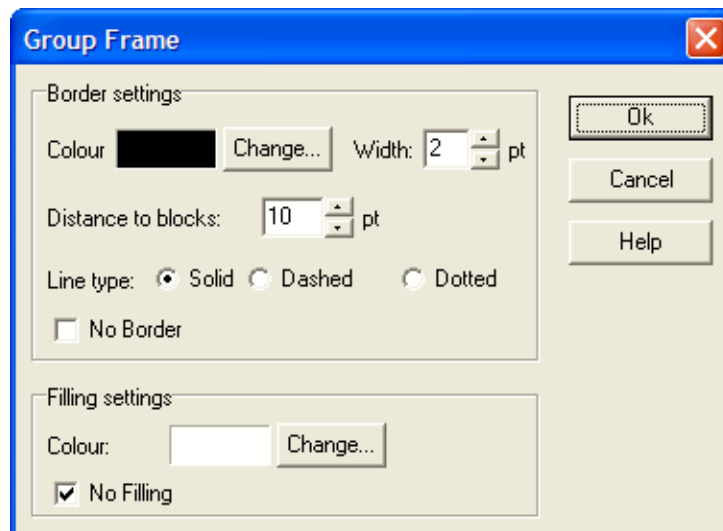 Group Frame
Border settings
Colour Change... Width: 2 pt
Ok
Cancel
Distance to blocks: 10 pt
Help
Line type: Solid Dashed Dotted
No Border
Filling settings
Colour: Change...
No Filling